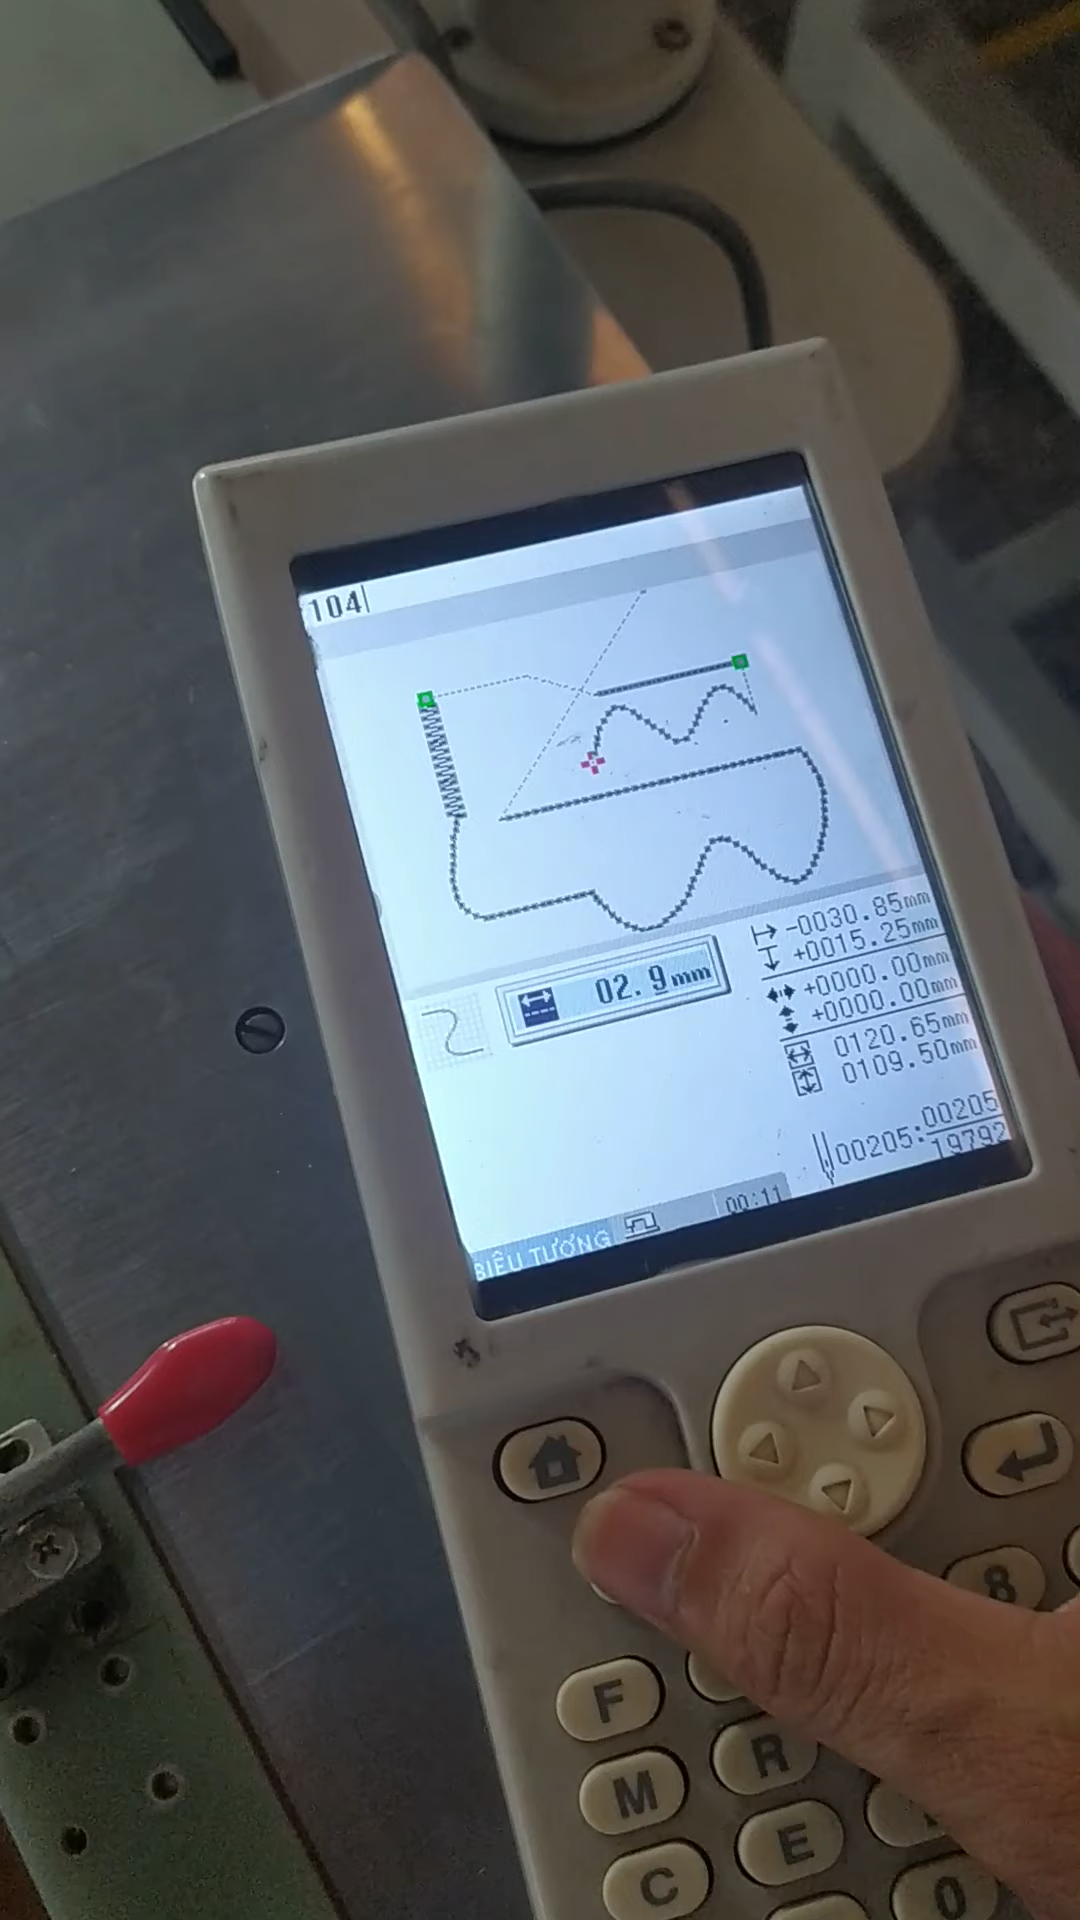 104
-0030.85mm
+0015.25mm
+0000.00mm
+0000.00mm
02.9mm
0120.65mm
0109.50mm
00205:00205
19792
00:11
BIỂU TƯỢNG
8
F
R
M
E
C
0